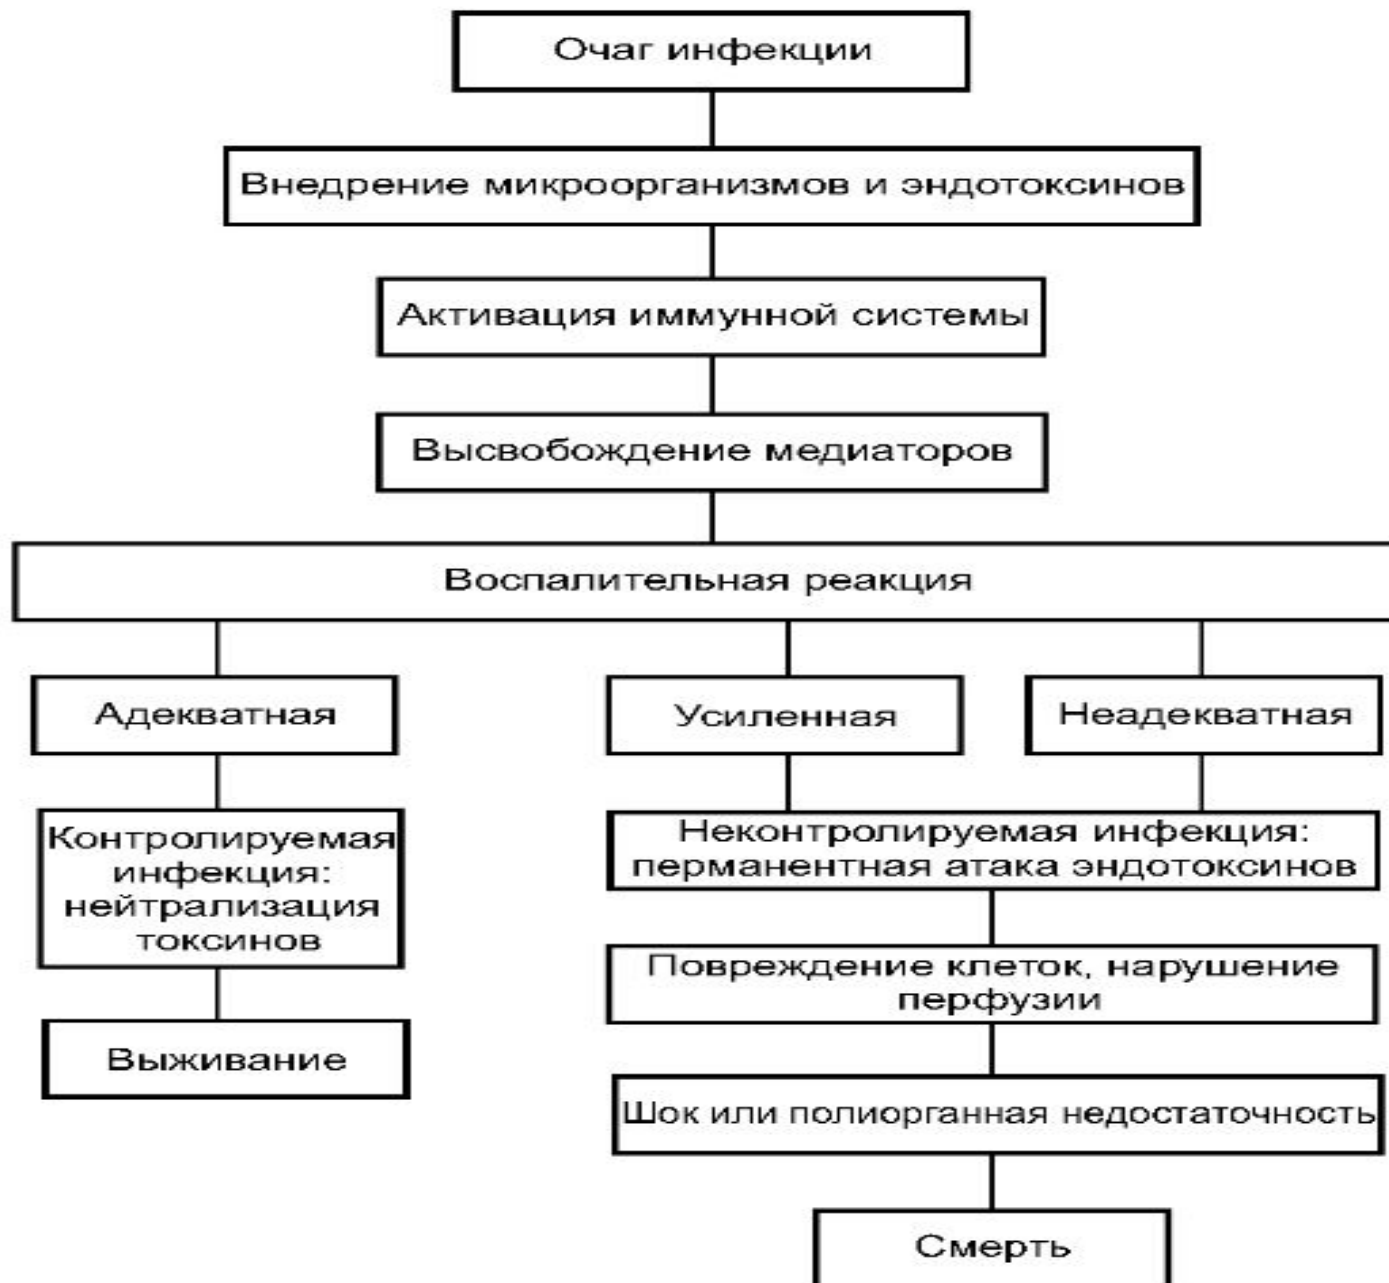 Очаг инфекции
Внедрение микроорганизмов и эндотоксинов
Активация иммунной системы
Высвобождение медиаторов
Воспалительная реакция
Адекватная
Усиленная
Неадекватная
Контролируемая
инфекция:
нейтрализация
токсинов
Неконтролируемая инфекция:
перманентная атака эндотоксинов
Повреждение клеток, нарушение
перфузии
Выживание
Шок или полиорганная недостаточность
Смерть